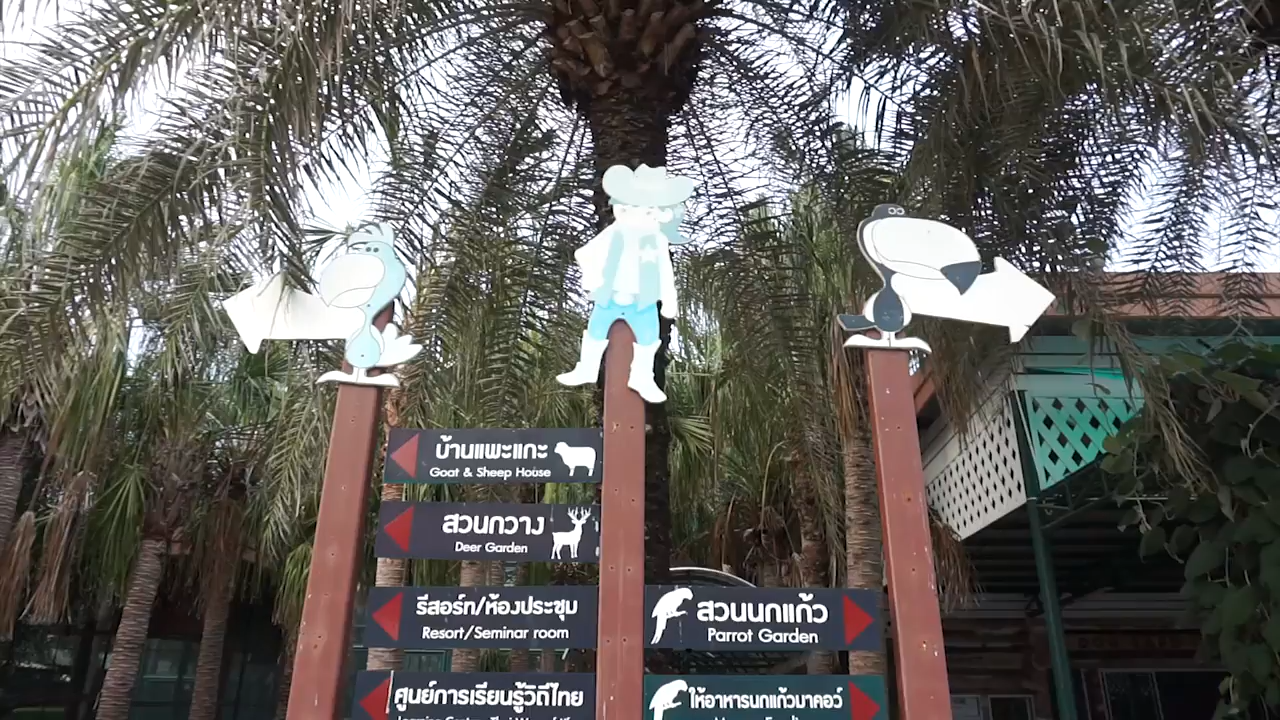 บ้านแพะแกะ
Goat & Sheep House
สวนกวาง
Deer Garden
รีสอร์ท/ห้องประชุม
Resort/Seminar room
ศูนย์การเรียนรู้วิถีไทย
สวนนกแก้ว
Parrot Garden
ให้อาหารนกแก้วมาคอว์